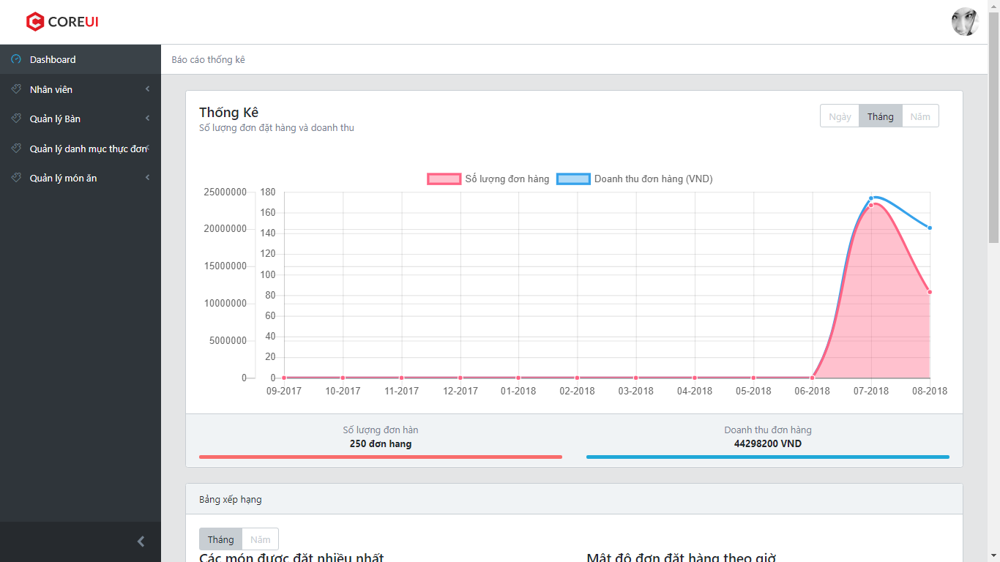 COREUI
Dashboard
Nhân viên
Quản lý Bàn
Quản lý danh mục thực đơn
Quản lý món ăn
Báo cáo thống kê
Thống Kê
Số lượng đơn đặt hàng và doanh thu
Ngày Tháng Năm
Số lượng đơn hàng Doanh thu đơn hàng (VND)
25000000 180
160
20000000 140
120
15000000 100
10000000 80
60
5000000 40
20
0 0
09-2017 10-2017 11-2017 12-2017 01-2018 02-2018 03-2018 04-2018 05-2018 06-2018 07-2018 08-2018
Số lượng đơn hàn
250 đơn hang
Doanh thu đơn hàng
44298200 VND
Bảng xếp hạng
Tháng Năm
Các món được đặt nhiều nhất
Mật độ đơn đặt hàng theo giờ